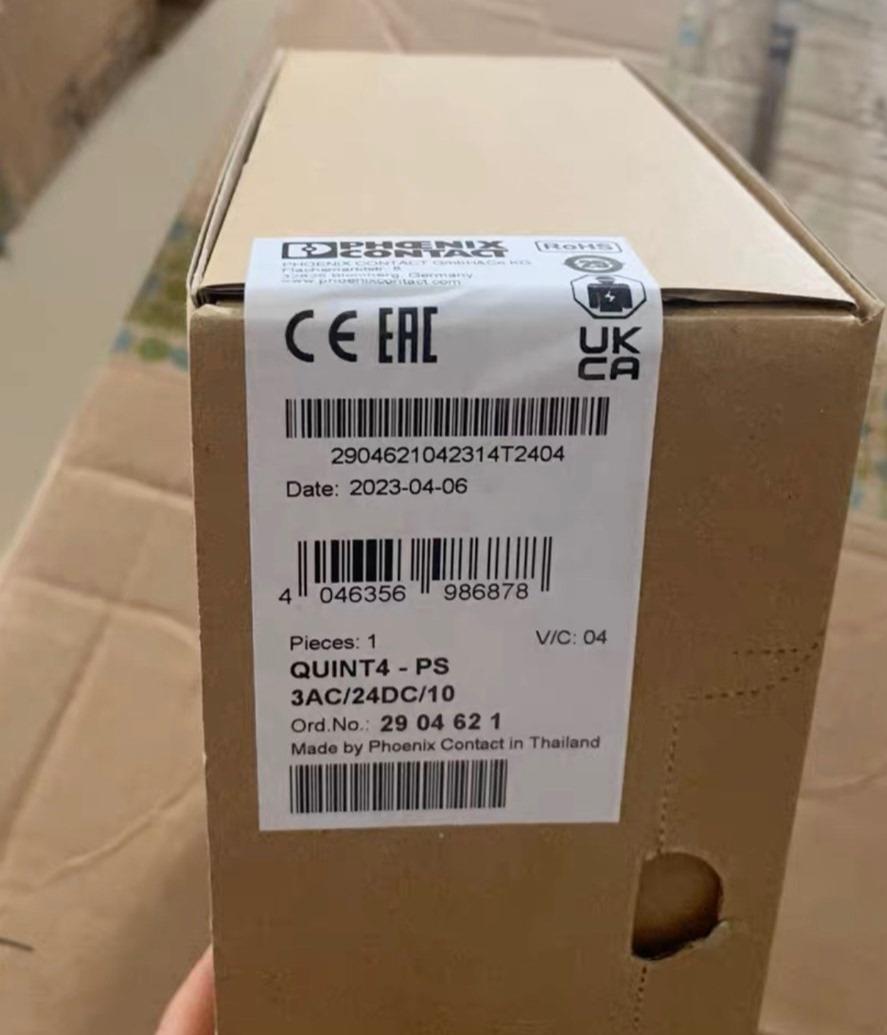 PHŒNIX
CONTACT
RoHS
PHOENIX CONTACT GmbH&Co KG
Flachsmarktstr. 8
32825 Blomberg, Germany
www.phoenixcontact.com
25
CE EAC
UK
CA
2904621042314T2404
Date: 2023-04-06
4 046356 986878
Pieces: 1 V/C: 04
QUINT4 - PS
3AC/24DC/10
Ord.No.: 29 04 62 1
Made by Phoenix Contact in Thailand